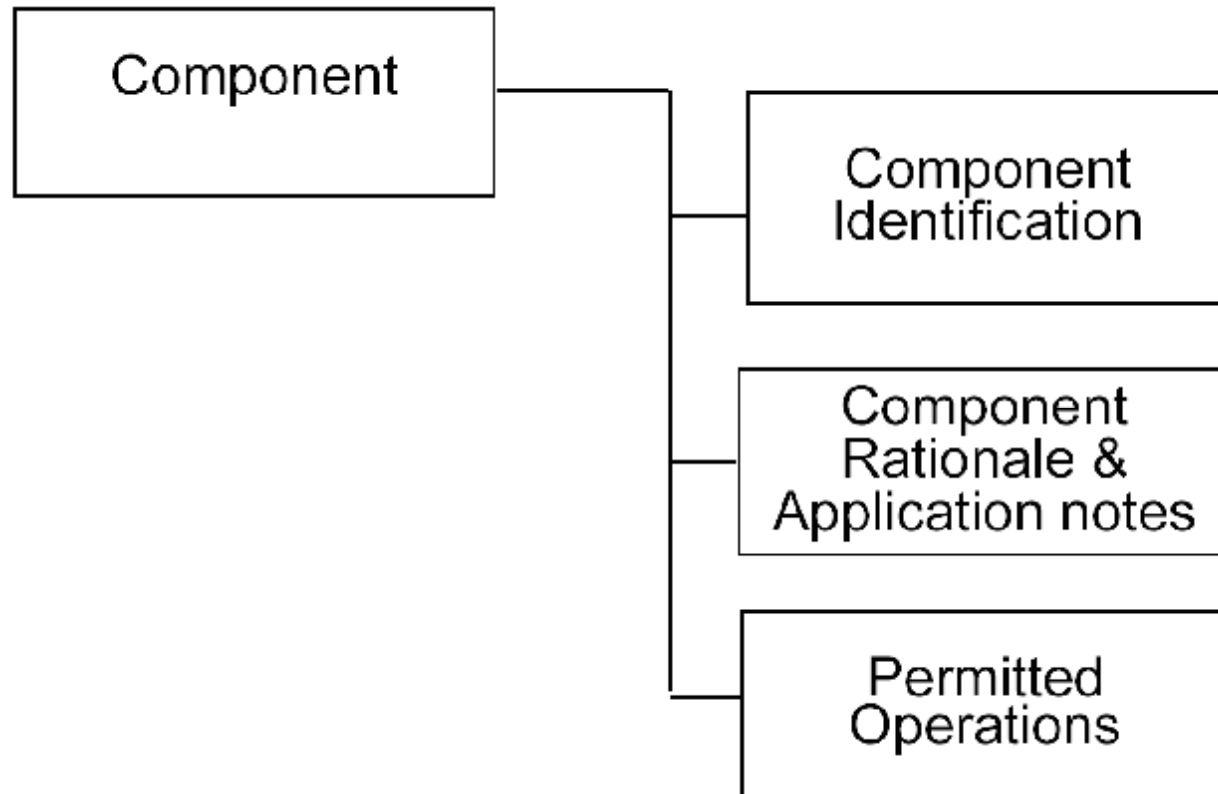 Component
Component
Identification
Component
Rationale &
Application notes
Permitted
Operations